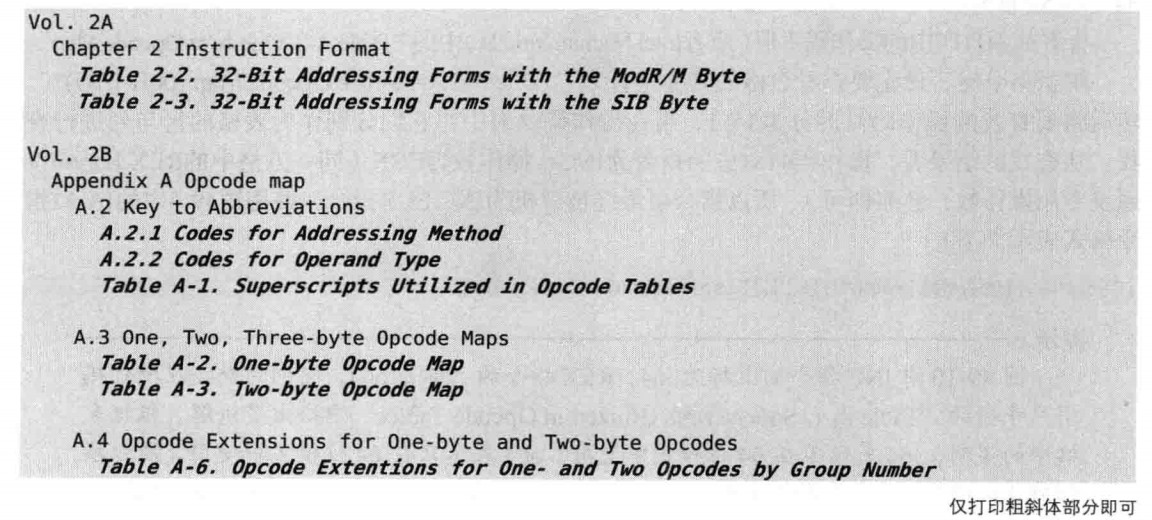 Vol. 2A
Chapter 2 Instruction Format
Table 2-2. 32-Bit Addressing Forms with the ModR/M Byte
Table 2-3. 32-Bit Addressing Forms with the SIB Byte
Vol. 2B
Appendix A Opcode map
A.2 Key to Abbreviations
A.2.1 Codes for Addressing Method
A.2.2 Codes for Operand Type
Table A-1. Superscripts Utilized in Opcode Tables
A.3 One, Two, Three-byte Opcode Maps
Table A-2. One-byte Opcode Map
Table A-3. Two-byte Opcode Map
A.4 Opcode Extensions for One-byte and Two-byte Opcodes
Table A-6. Opcode Extentions for One- and Two Opcodes by Group Number
仅打印粗斜体部分即可